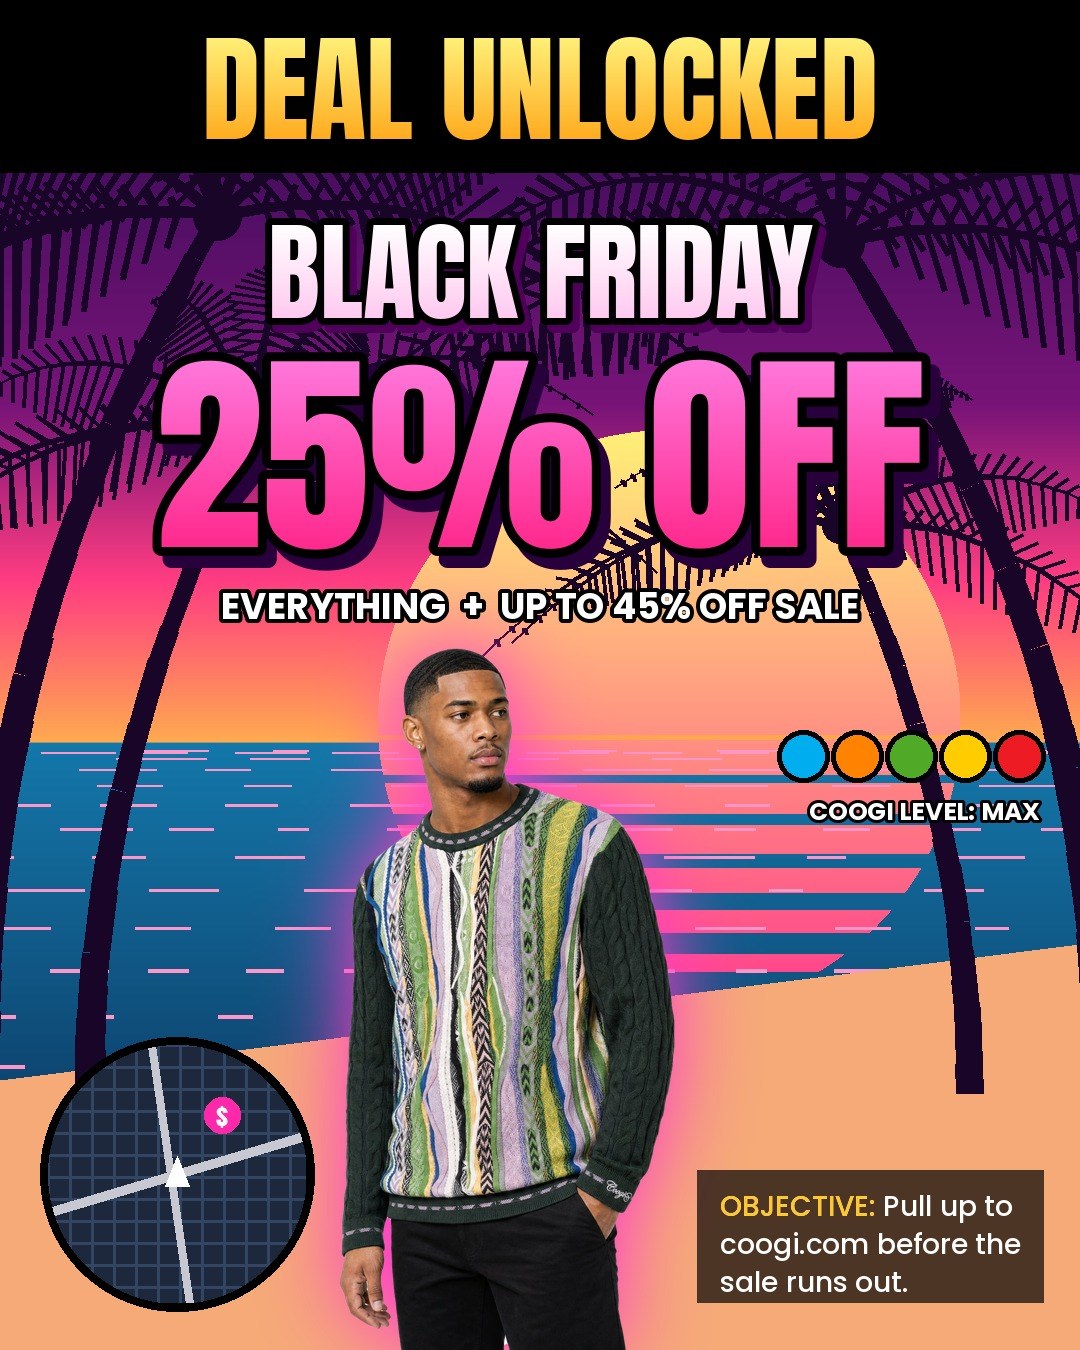 DEAL UNLOCKED
BLACK FRIDAY
25% OFF
EVERYTHING + UP TO 45% OFF SALE
COOGI LEVEL: MAX
$
OBJECTIVE: Pull up to
coogi.com before the
sale runs out.
Coogi